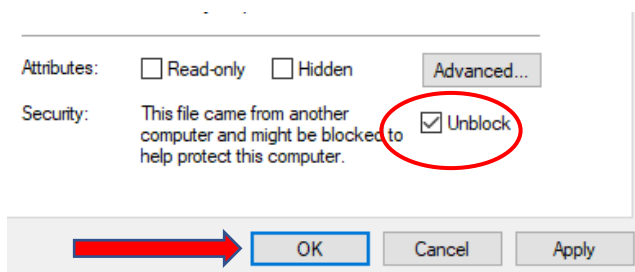 Attributes: Read-only Hidden Advanced...
Security: This file came from another
computer and might be blocked to Unblock
help protect this computer.
OK Cancel Apply